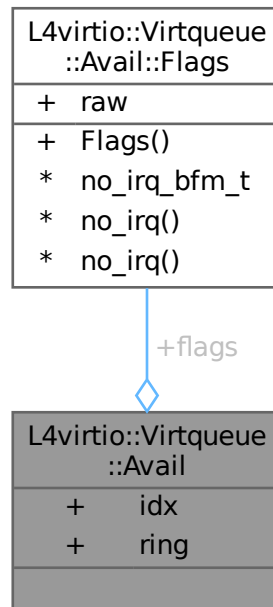 L4virtio::Virtqueue
::Avail::Flags
+ raw
+ Flags()
* no_irq_bfm_t
* no_irq()
* no_irq()
+flags
L4virtio::Virtqueue
::Avail
+ idx
+ ring